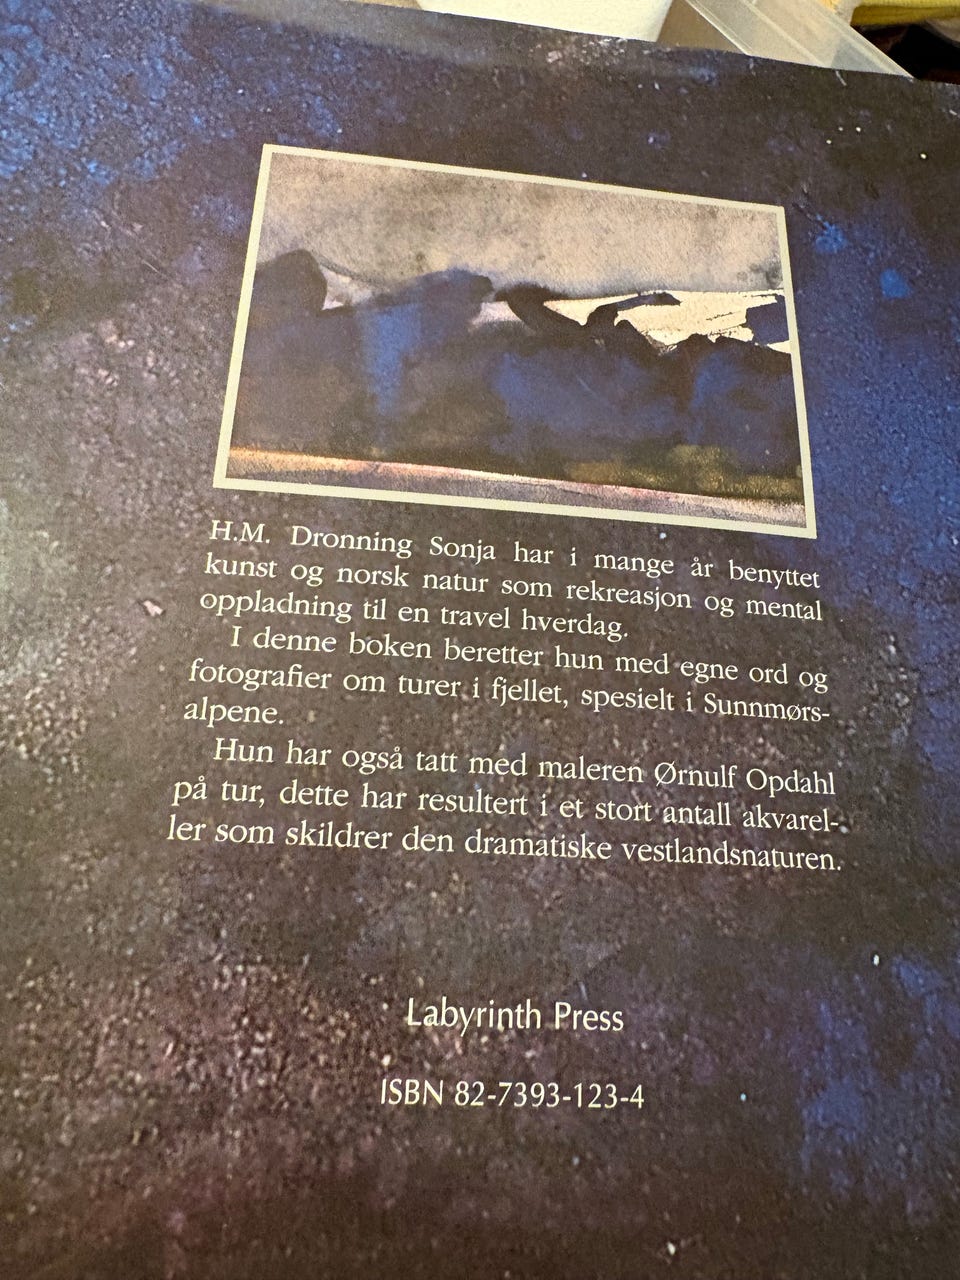 H.M. Dronning Sonja har i mange år benyttet
kunst og norsk natur som rekreasjon og mental
oppladning til en travel hverdag.
I denne boken beretter hun med egne ord og
fotografier om turer i fjellet, spesielt i Sunnmørs-
alpene.
Hun har også tatt med maleren Ørnulf Opdahl
på tur, dette har resultert i et stort antall akvarel-
ler som skildrer den dramatiske vestlandsnaturen.
Labyrinth Press
ISBN 82-7393-123-4